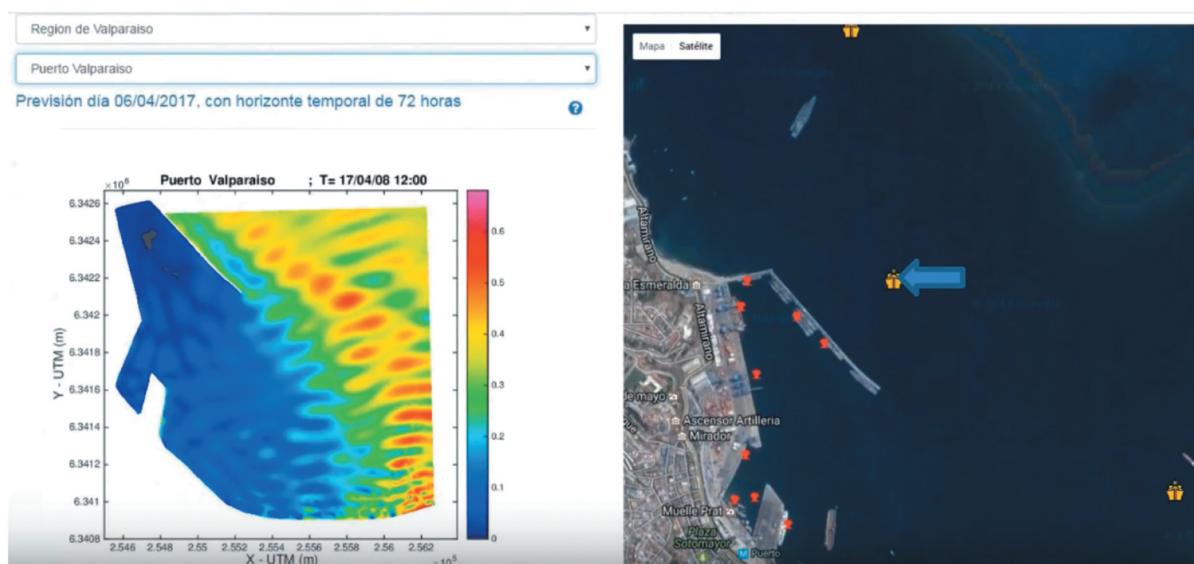 Region de Valparaiso
Puerto Valparaiso
Previsión día 06/04/2017, con horizonte temporal de 72 horas
?
Puerto Valparaiso ; T= 17/04/08 12:00
×10⁶
6.3426
6.3424
6.3422
6.342
6.3418
6.3416
6.3414
6.3412
6.341
6.3408
Y - UTM (m)
2.546 2.548 2.55 2.552 2.554 2.556 2.558 2.56 2.562
X - UTM (m)
×10⁵
0.6
0.5
0.4
0.3
0.2
0.1
0
Mapa Satélite
Altamirano
a Esmeralda
Altamirano
de mayo
Ascensor Artilleria
Mirador
que
Muelle Prat
Plaza
Sotomayor
M Puerto